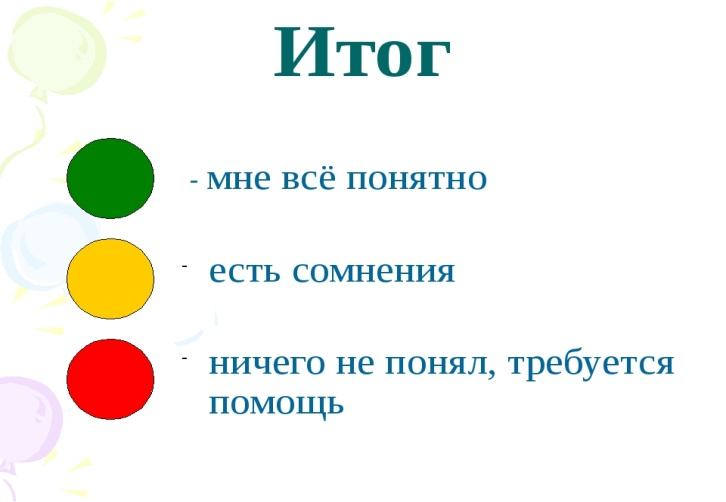 Итог
- мне всё понятно
- есть сомнения
- ничего не понял, требуется
помощь